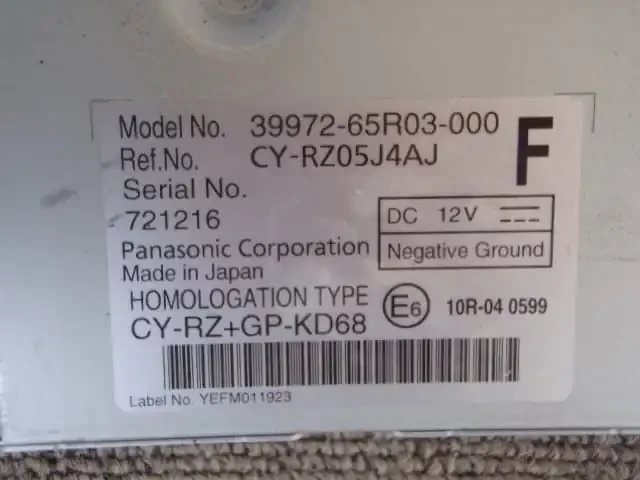 Model No. 39972-65R03-000
Ref.No. CY-RZ05J4AJ
F
Serial No.
721216
DC 12V
Negative Ground
Panasonic Corporation
Made in Japan
HOMOLOGATION TYPE
CY-RZ+GP-KD68
E6 10R-04 0599
Label No. YEFM011923